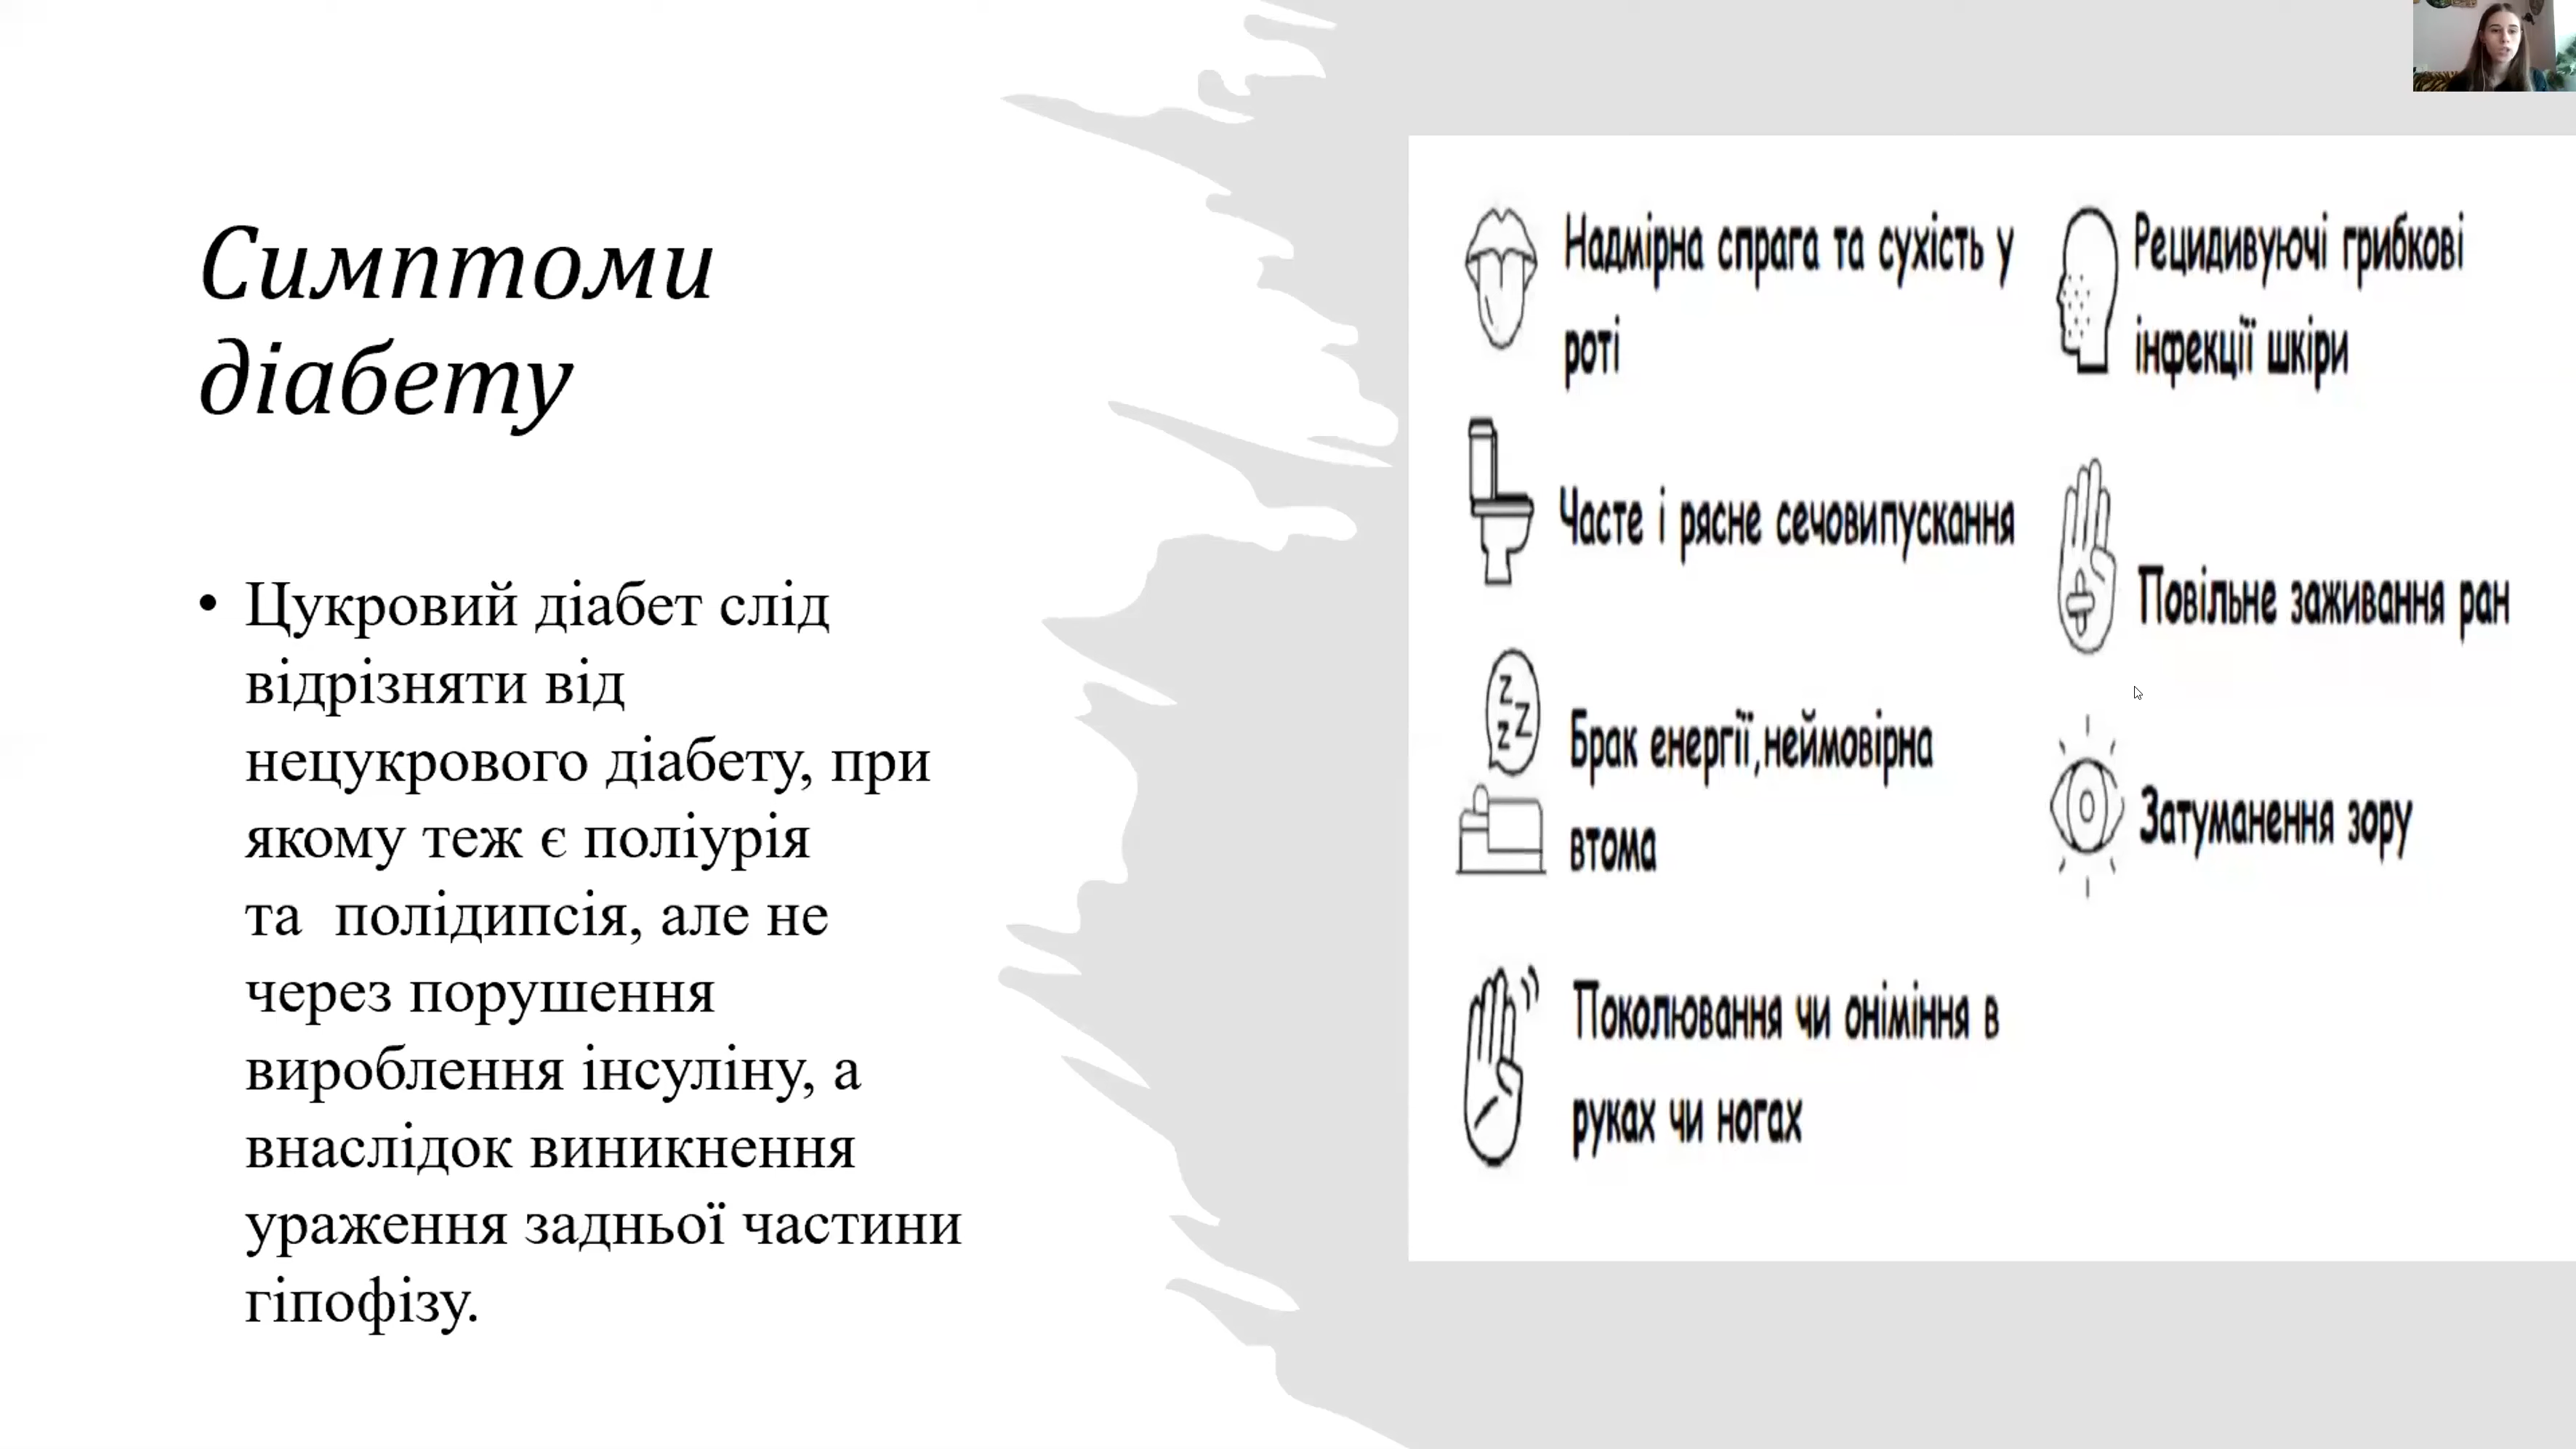 Симптоми
діабету
• Цукровий діабет слід
відрізняти від
нецукрового діабету, при
якому теж є поліурія
та полідипсія, але не
через порушення
вироблення інсуліну, а
внаслідок виникнення
ураження задньої частини
гіпофізу.
Надмірна спрага та сухість у
роті
Часте і рясне сечовипускання
z
z Z
Брак енергії,неймовірна
втома
Поколювання чи оніміння в
руках чи ногах
Рецидивуючі грибкові
інфекції шкіри
Повільне заживання ран
Затуманення зору